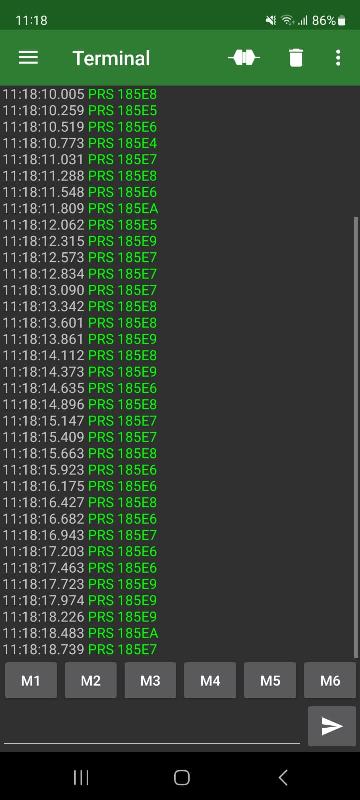 11:18
86%
Terminal
11:18:10.005 PRS 185E8
11:18:10.259 PRS 185E5
11:18:10.519 PRS 185E6
11:18:10.773 PRS 185E4
11:18:11.031 PRS 185E7
11:18:11.288 PRS 185E8
11:18:11.548 PRS 185E6
11:18:11.809 PRS 185EA
11:18:12.062 PRS 185E5
11:18:12.315 PRS 185E9
11:18:12.573 PRS 185E7
11:18:12.834 PRS 185E7
11:18:13.090 PRS 185E7
11:18:13.342 PRS 185E8
11:18:13.601 PRS 185E8
11:18:13.861 PRS 185E9
11:18:14.112 PRS 185E8
11:18:14.373 PRS 185E9
11:18:14.635 PRS 185E6
11:18:14.896 PRS 185E8
11:18:15.147 PRS 185E7
11:18:15.409 PRS 185E7
11:18:15.663 PRS 185E8
11:18:15.923 PRS 185E6
11:18:16.175 PRS 185E6
11:18:16.427 PRS 185E8
11:18:16.682 PRS 185E6
11:18:16.943 PRS 185E7
11:18:17.203 PRS 185E6
11:18:17.463 PRS 185E6
11:18:17.723 PRS 185E9
11:18:17.974 PRS 185E9
11:18:18.226 PRS 185E9
11:18:18.483 PRS 185EA
11:18:18.739 PRS 185E7
M1 M2 M3 M4 M5 M6